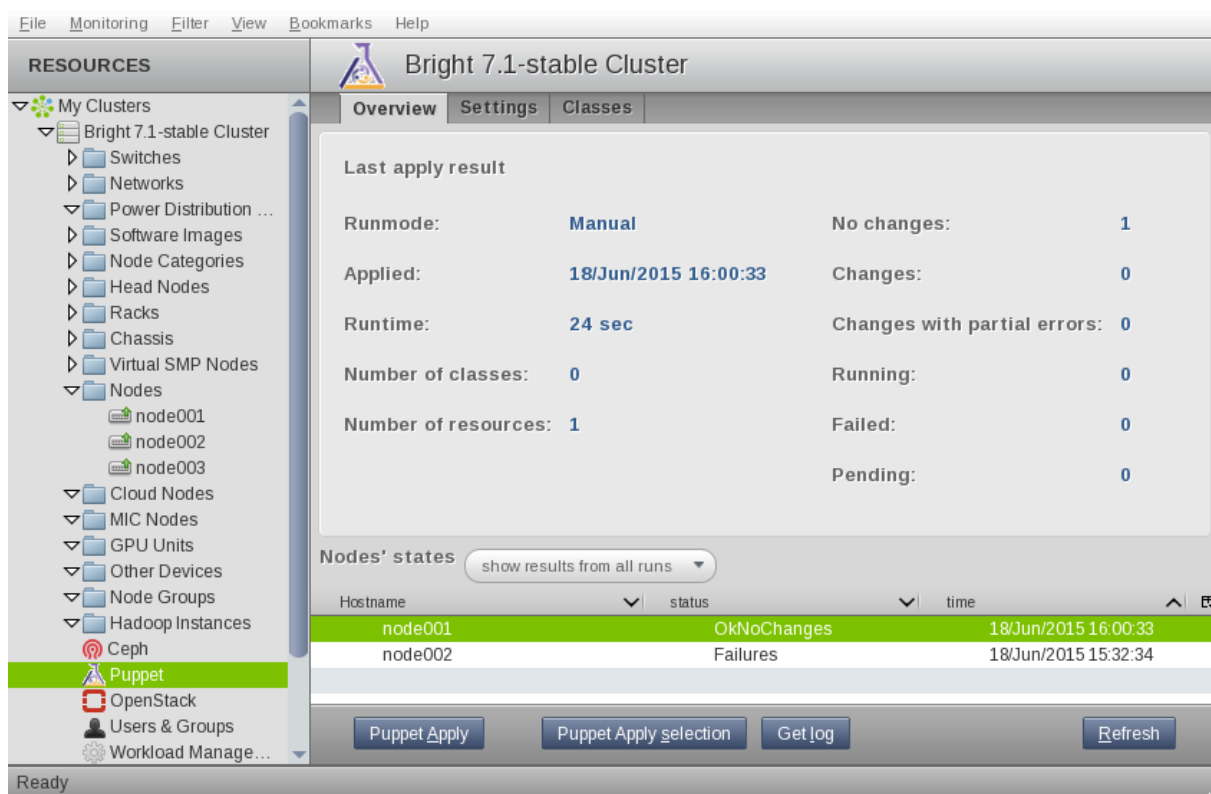 File Monitoring Filter View Bookmarks Help
RESOURCES
Bright 7.1-stable Cluster
My Clusters
Bright 7.1-stable Cluster
Switches
Networks
Power Distribution ...
Software Images
Node Categories
Head Nodes
Racks
Chassis
Virtual SMP Nodes
Nodes
node001
node002
node003
Cloud Nodes
MIC Nodes
GPU Units
Other Devices
Node Groups
Hadoop Instances
Ceph
Puppet
OpenStack
Users & Groups
Workload Manage...
Overview Settings Classes
Last apply result
Runmode: Manual No changes: 1
Applied: 18/Jun/2015 16:00:33 Changes: 0
Runtime: 24 sec Changes with partial errors: 0
Number of classes: 0 Running: 0
Number of resources: 1 Failed: 0
Pending: 0
Nodes' states show results from all runs
Hostname status time
node001 OkNoChanges 18/Jun/2015 16:00:33
node002 Failures 18/Jun/2015 15:32:34
Puppet Apply Puppet Apply selection Get log Refresh
Ready